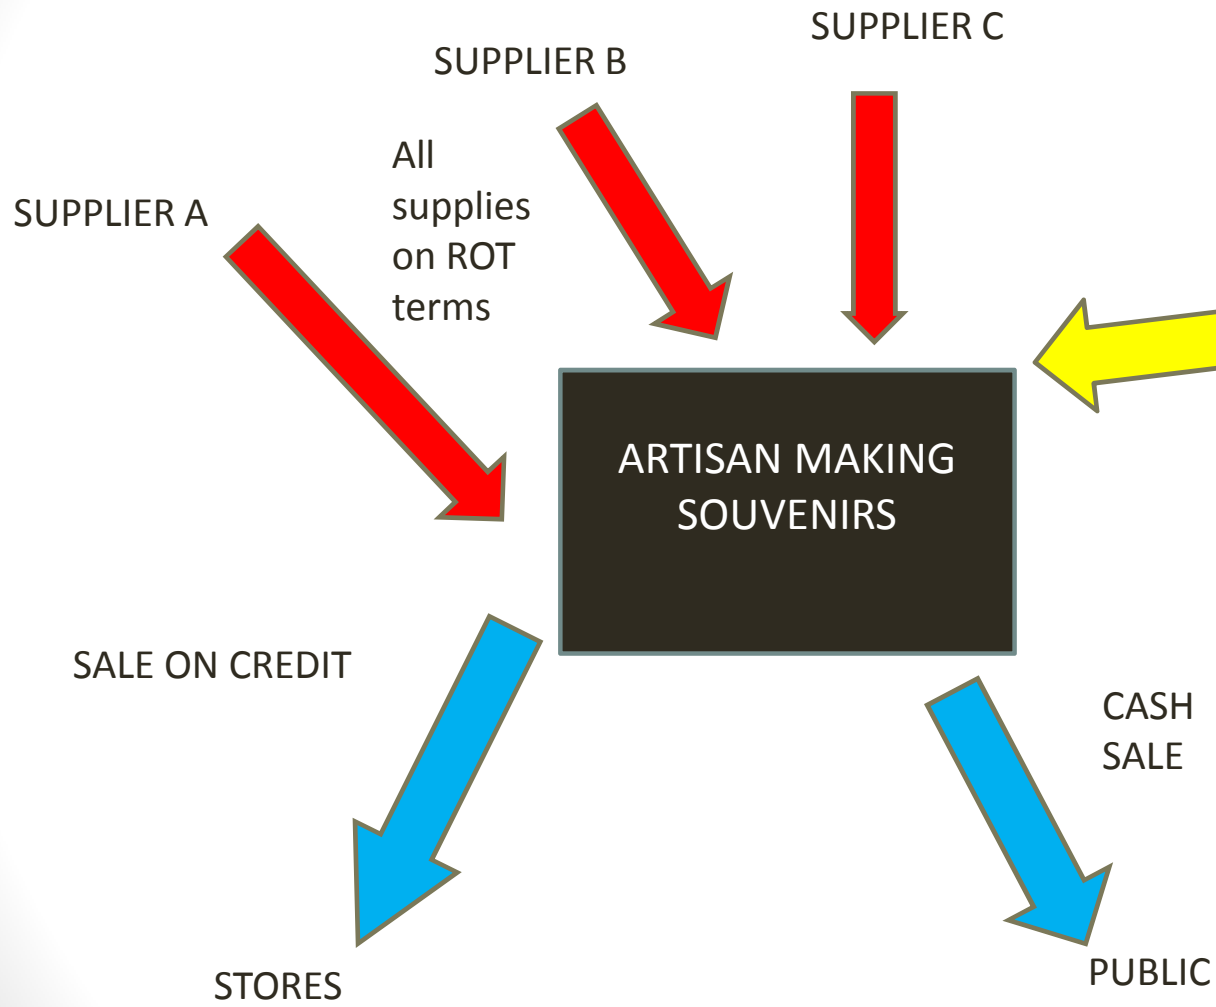 SUPPLIER C
SUPPLIER B
All
supplies
on ROT
terms
SUPPLIER A
ARTISAN MAKING
SOUVENIRS
SALE ON CREDIT
CASH
SALE
STORES
PUBLIC